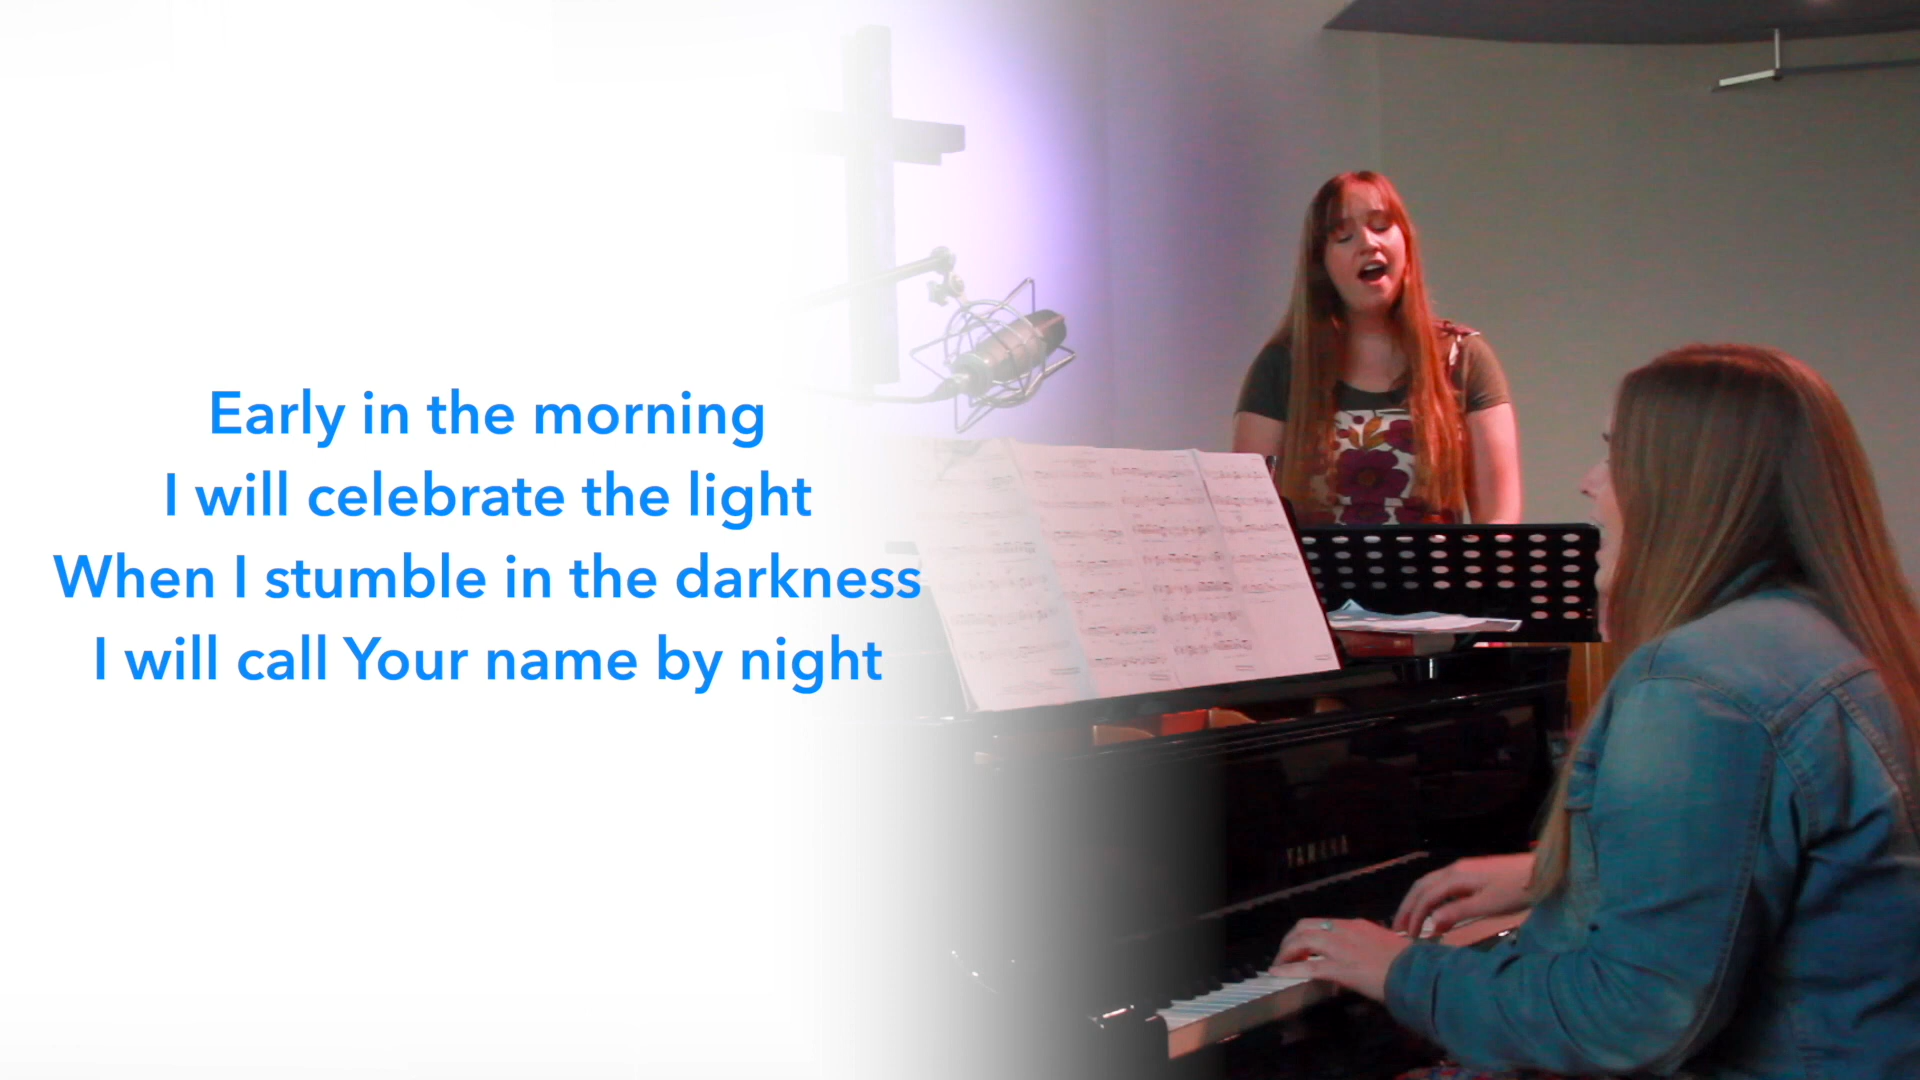 Early in the morning
I will celebrate the light
When I stumble in the darkness
I will call Your name by night
YAMAHA